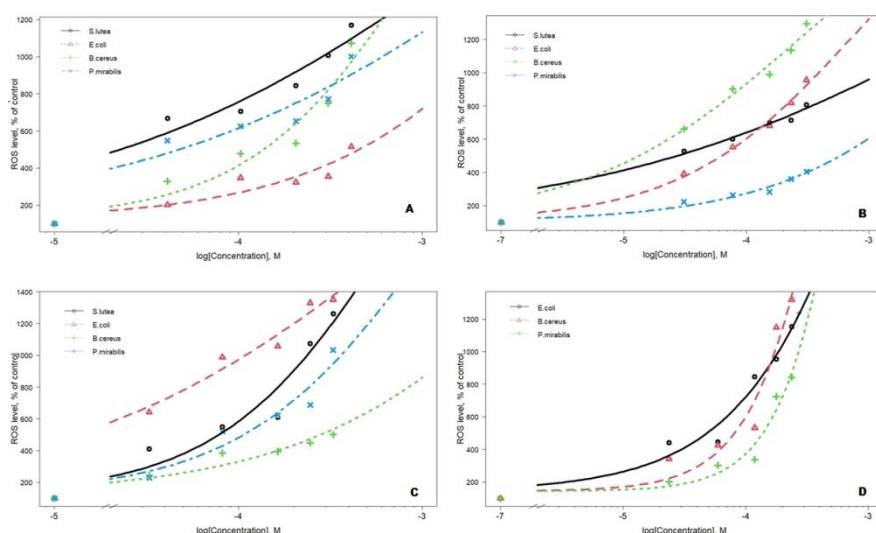 1200
1000
800
600
400
200
ROS level, % of control
S.lutea
E.coli
B.cereus
P.mirabilis
A
-5
-4
-3
log[Concentration], M
1200
1000
800
600
400
200
ROS level, % of control
S.lutea
E.coli
B.cereus
P.mirabilis
B
-7
-5
-4
-3
log[Concentration], M
1400
1200
1000
800
600
400
200
ROS level, % of control
S.lutea
E.coli
B.cereus
P.mirabilis
C
-5
-4
-3
log[Concentration], M
1200
1000
800
600
400
200
ROS level, % of control
E.coli
B.cereus
P.mirabilis
D
-7
-5
-4
-3
log[Concentration], M